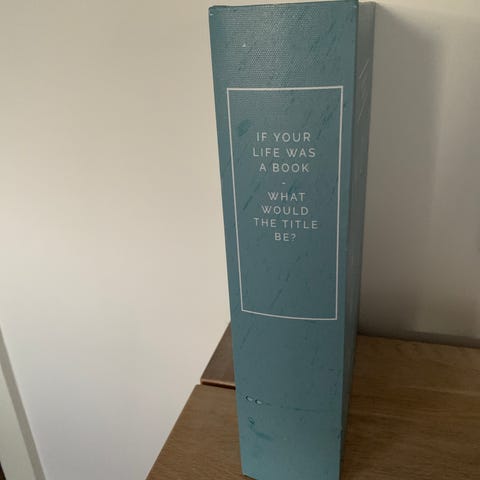 IF YOUR
LIFE WAS
A BOOK
-
WHAT
WOULD
THE TITLE
BE?